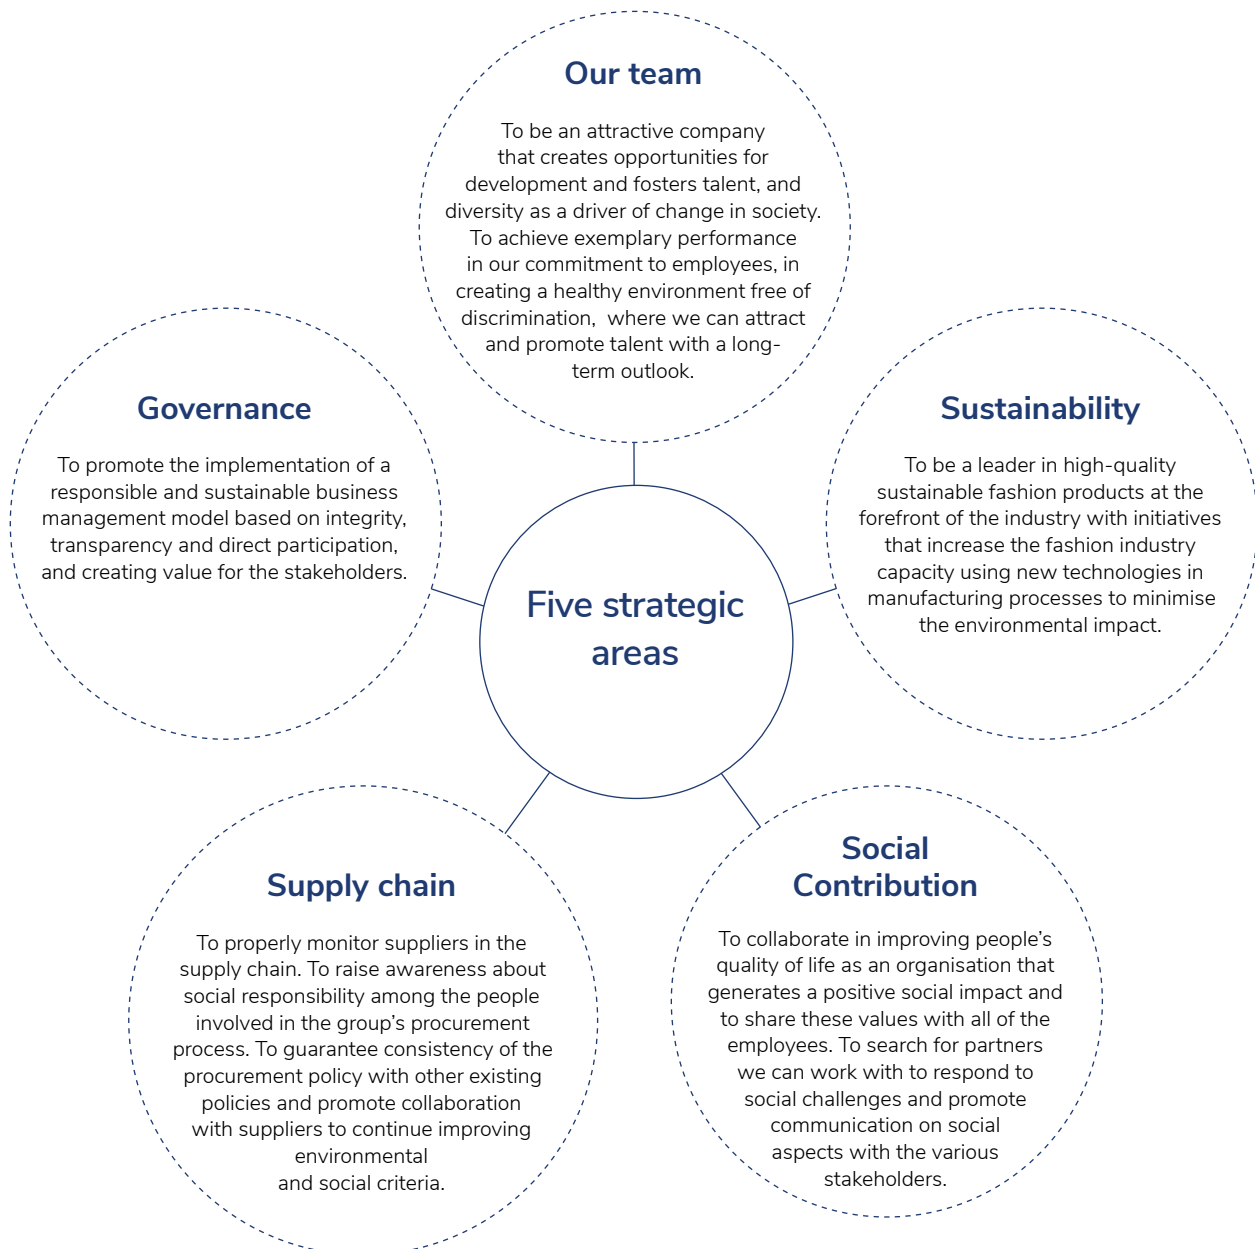 Our team
To be an attractive company
that creates opportunities for
development and fosters talent, and
diversity as a driver of change in society.
To achieve exemplary performance
in our commitment to employees, in
creating a healthy environment free of
discrimination,  where we can attract
and promote talent with a long-
term outlook.
Governance
To promote the implementation of a
responsible and sustainable business
management model based on integrity,
transparency and direct participation,
and creating value for the stakeholders.
Sustainability
To be a leader in high-quality
sustainable fashion products at the
forefront of the industry with initiatives
that increase the fashion industry
capacity using new technologies in
manufacturing processes to minimise
the environmental impact.
Five strategic
areas
Supply chain
To properly monitor suppliers in the
supply chain. To raise awareness about
social responsibility among the people
involved in the group’s procurement
process. To guarantee consistency of the
procurement policy with other existing
policies and promote collaboration
with suppliers to continue improving
environmental
and social criteria.
Social
Contribution
To collaborate in improving people’s
quality of life as an organisation that
generates a positive social impact and
to share these values with all of the
employees. To search for partners
we can work with to respond to
social challenges and promote
communication on social
aspects with the various
stakeholders.